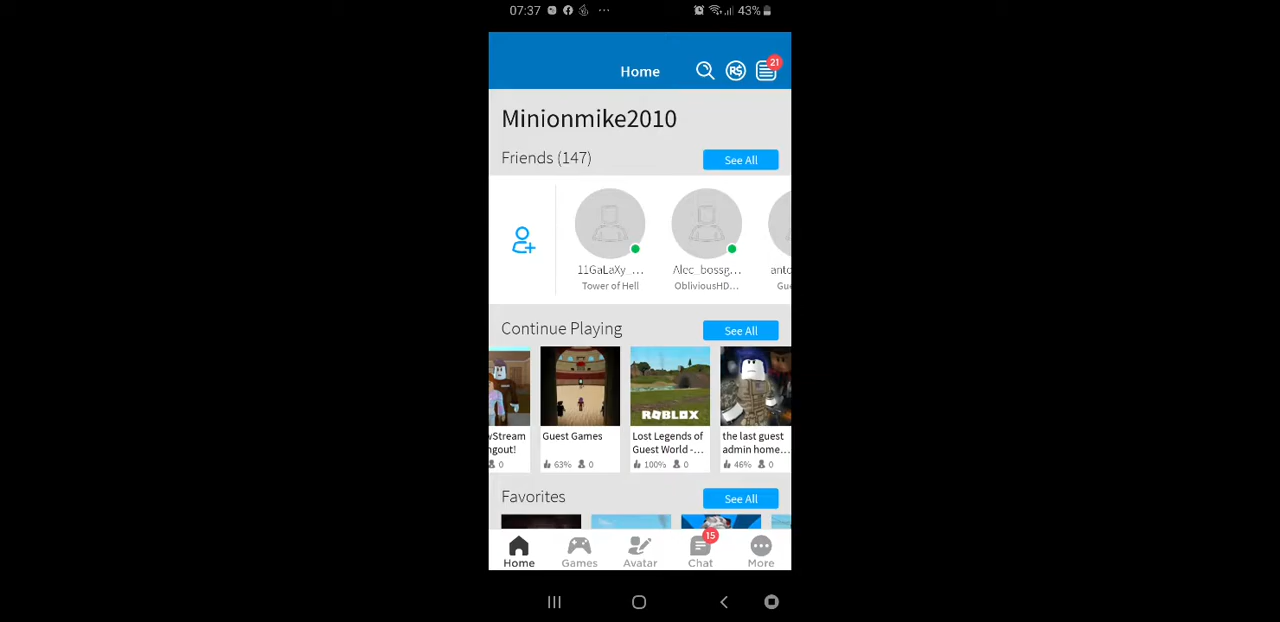 07:37 ··· 43%
Home 21
Minionmike2010
Friends (147) See All
11GaLaXy_... Alec_bossg...
Tower of Hell ObliviousHD...
Continue Playing See All
ROBLOX
Guest Games Lost Legends of the last guest
ngout! Guest World -... admin home...
0 63% 0 100% 0 46% 0
Favorites See All
15
Home Games Avatar Chat More